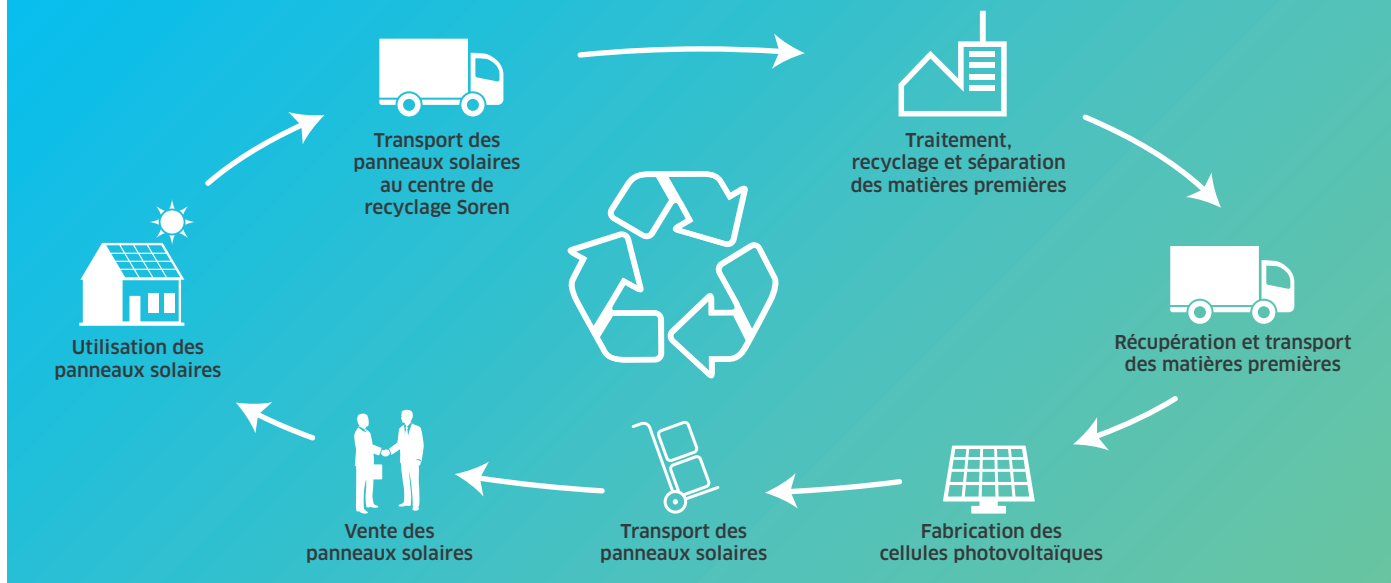 Transport des
panneaux solaires
au centre de
recyclage Soren
Traitement,
recyclage et séparation
des matières premières
Récupération et transport
des matières premières
Fabrication des
cellules photovoltaïques
Transport des
panneaux solaires
Vente des
panneaux solaires
Utilisation des
panneaux solaires